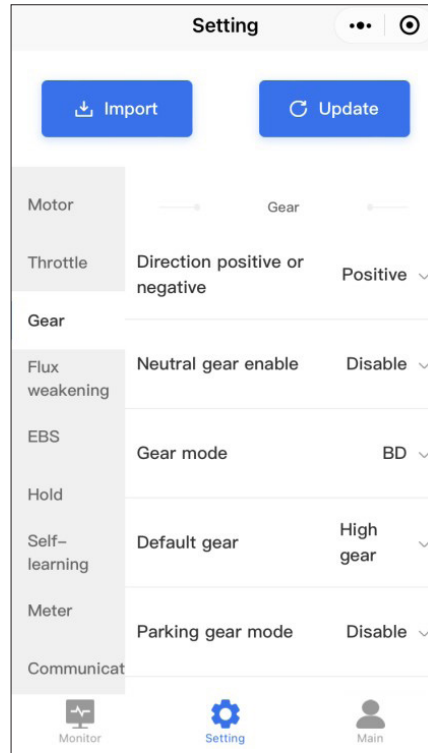 Setting
Import
Update
Motor
Throttle
Gear
Flux
weakening
EBS
Hold
Self-
learning
Meter
Communicat
Gear
Direction positive or
negative
Positive
Neutral gear enable
Disable
Gear mode
BD
Default gear
High
gear
Parking gear mode
Disable
Monitor
Setting
Main